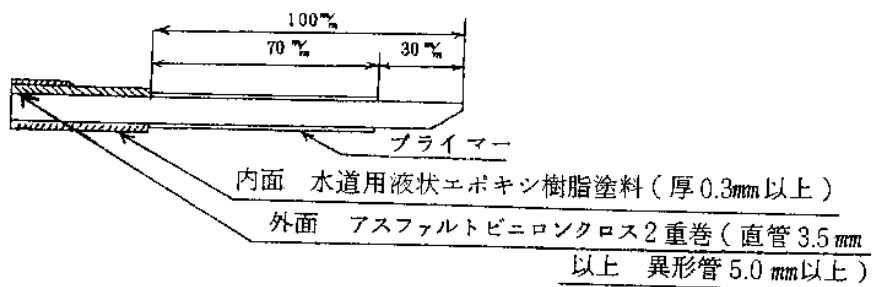 100㎜
70㎜ 30㎜
プライマー
内面 水道用液状エポキシ樹脂塗料(厚0.3㎜以上)
外面 アスファルトビニロンクロス2重巻(直管3.5㎜
以上 異形管5.0㎜以上)